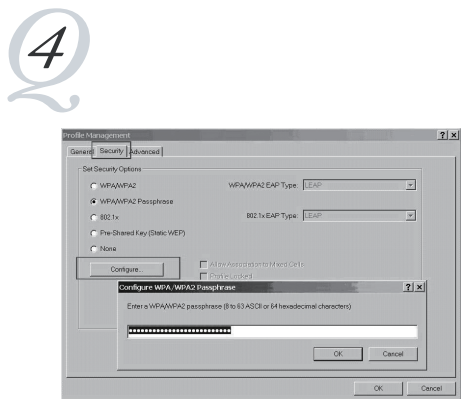 Q4
Profile Management
General Security Advanced
Set Security Options
WPA/WPA2
WPA/WPA2 EAP Type: LEAP
WPA/WPA2 Passphrase
802.1x
802.1x EAP Type: LEAP
Pre-Shared Key (Static WEP)
None
Configure...
Allow Association to Mixed Cells
Profile Locked
Configure WPA/WPA2 Passphrase
Enter a WPA/WPA2 passphrase (8 to 63 ASCII or 64 hexadecimal characters)
OK Cancel
OK Cancel